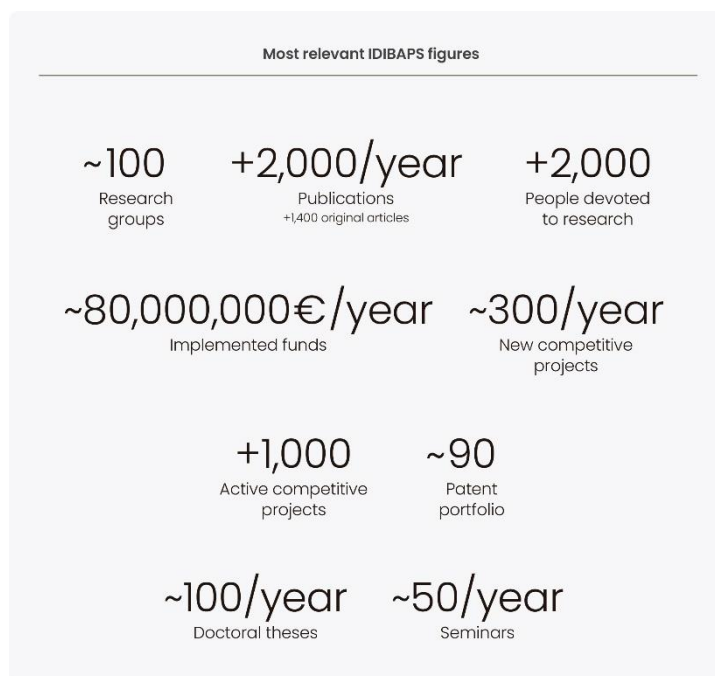 Most relevant IDIBAPS figures
~100
Research
groups
+2,000/year
Publications
+1,400 original articles
+2,000
People devoted
to research
~80,000,000€/year
Implemented funds
~300/year
New competitive
projects
+1,000
Active competitive
projects
~90
Patent
portfolio
~100/year
Doctoral theses
~50/year
Seminars